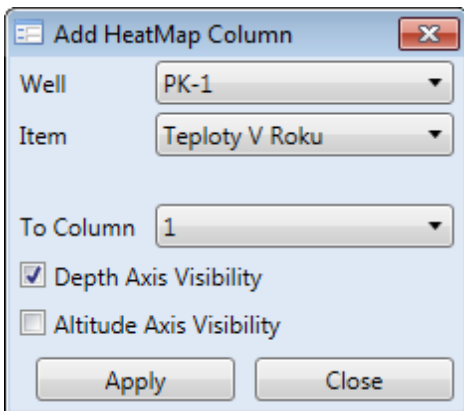 Add HeatMap Column
Well PK-1
Item Teploty V Roku
To Column 1
Depth Axis Visibility
Altitude Axis Visibility
Apply Close